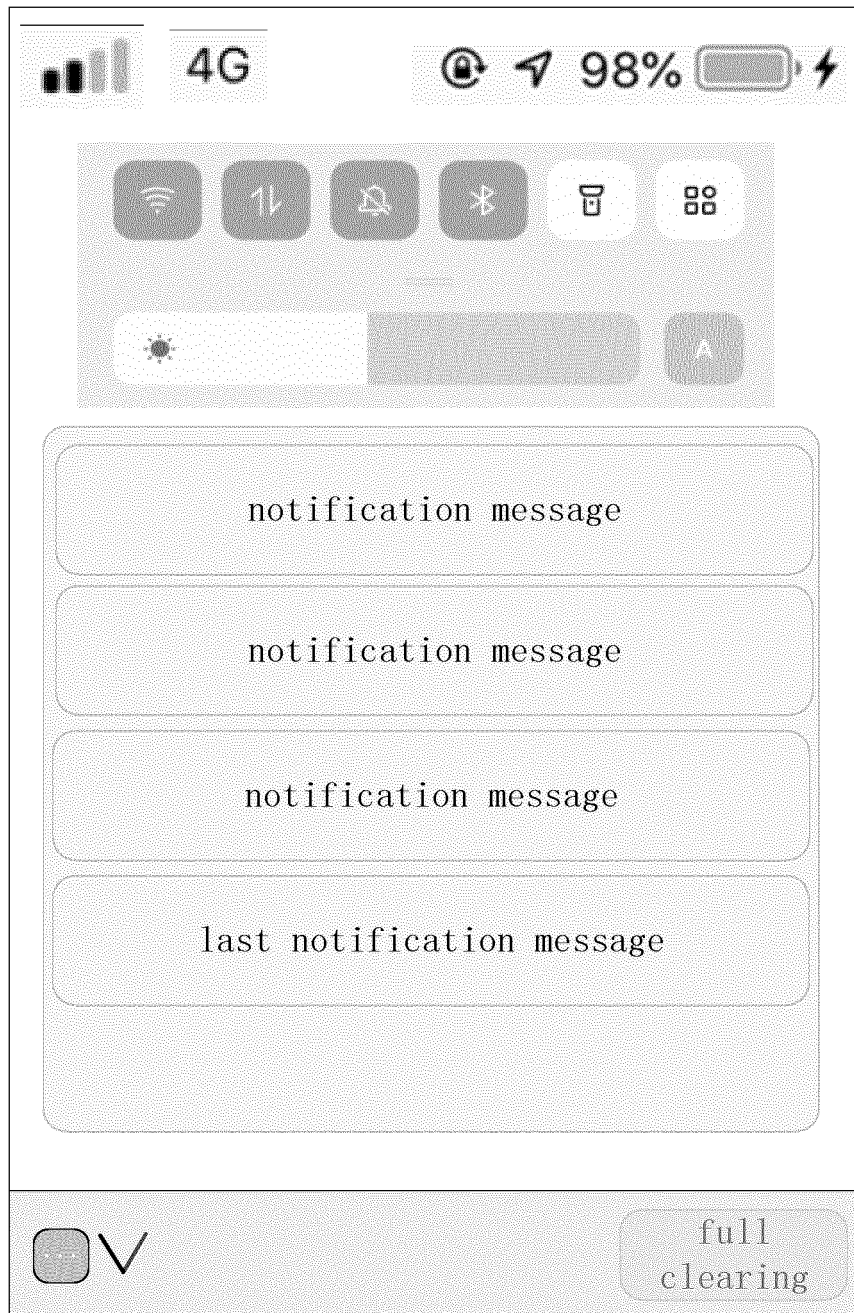 4G
98%
A
notification message
notification message
notification message
last notification message
full
clearing